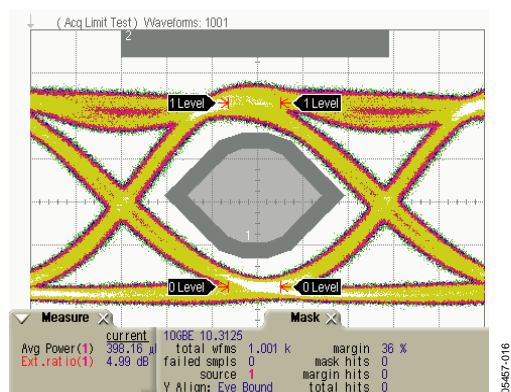 ( Acq Limit Test ) Waveforms: 1001
2
1 Level 1 Level
1
0 Level 0 Level
Measure Mask
current 10GBE 10.3125
Avg Power(1) 398.16 µ total wfms 1.001 k margin 36 %
Ext.ratio(1) 4.99 dB failed smpls 0 mask hits 0
source 1 margin hits 0
Y Align: Eye Bound total hits 0
05457-016